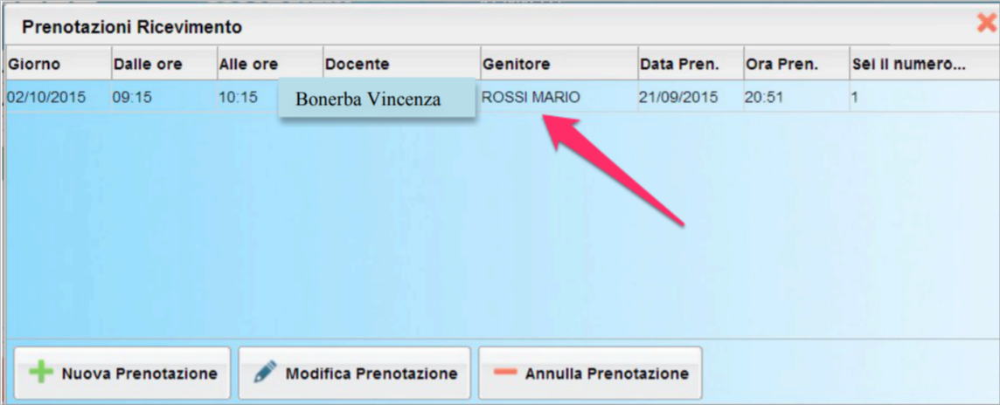 Prenotazioni Ricevimento
Giorno Dalle ore Alle ore Docente Genitore Data Pren. Ora Pren. Sei il numero...
02/10/2015 09:15 10:15 Bonerba Vincenza ROSSI MARIO 21/09/2015 20:51 1
Nuova Prenotazione Modifica Prenotazione Annulla Prenotazione